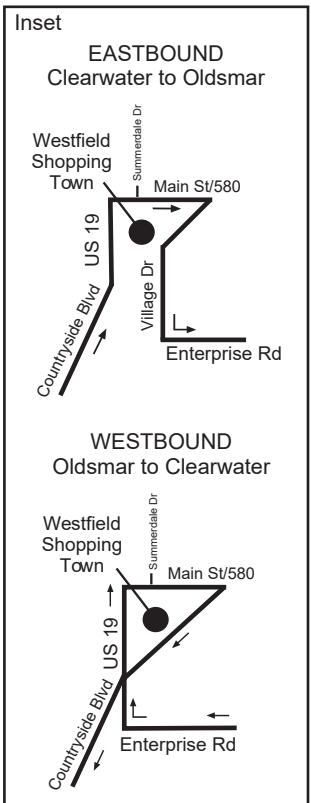 Inset
EASTBOUND
Clearwater to Oldsmar
Summerdale Dr
Westfield
Shopping
Town
Main St/580
US 19
Village Dr
Countryside Blvd
Enterprise Rd
WESTBOUND
Oldsmar to Clearwater
Summerdale Dr
Westfield
Shopping
Town
Main St/580
US 19
Countryside Blvd
Enterprise Rd